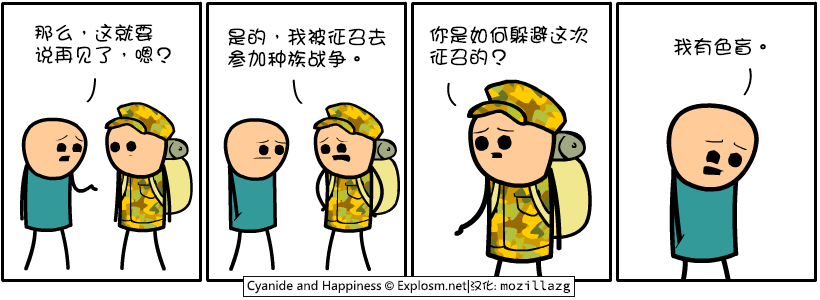 那么，这就要
说再见了，嗯？
是的，我被征召去
参加种族战争。
你是如何躲避这次
征召的？
我有色盲。
Cyanide and Happiness © Explosm.net|汉化: mozillazg